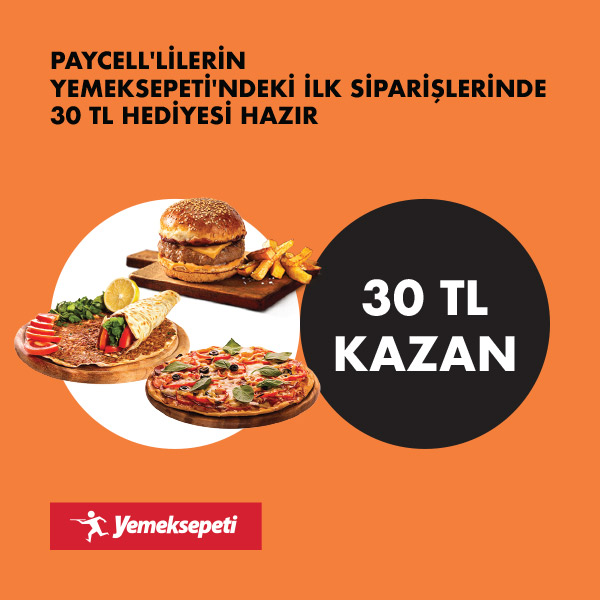 PAYCELL'LİLERİN
YEMEKSEPETİ'NDEKİ İLK SİPARİŞLERİNDE
30 TL HEDİYESİ HAZIR
30 TL
KAZAN
Yemeksepeti